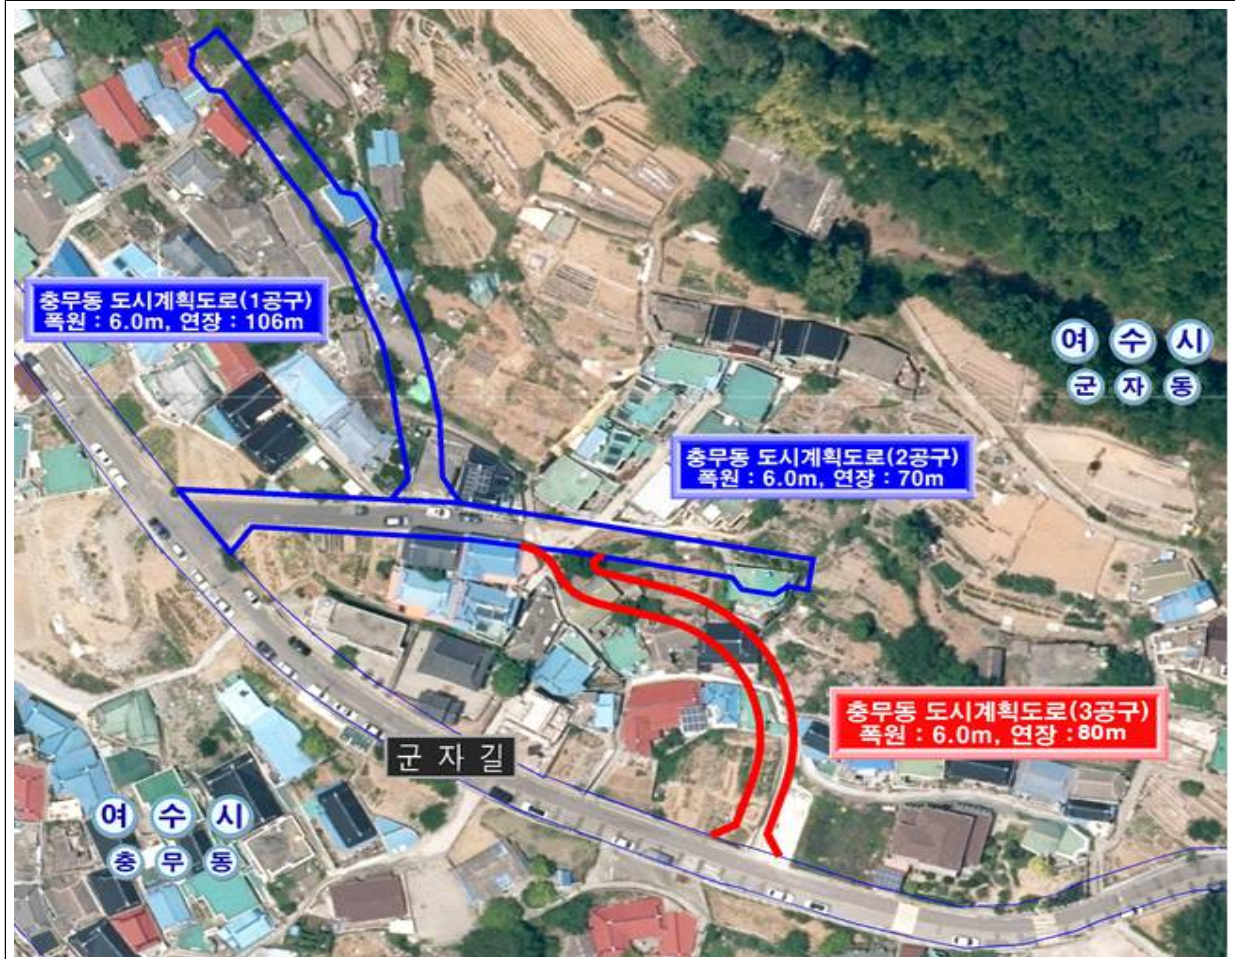 충무동 도시계획도로(1공구)
폭원 : 6.0m, 연장 : 106m
여 수 시
군 자 동
충무동 도시계획도로(2공구)
폭원 : 6.0m, 연장 : 70m
충무동 도시계획도로(3공구)
폭원 : 6.0m, 연장 : 80m
군 자 길
여 수 시
충 무 동